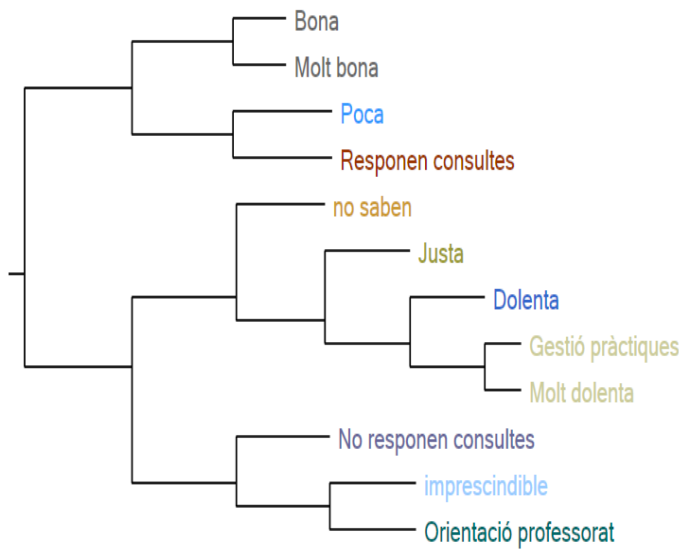 Bona
Molt bona
Poca
Responen consultes
no saben
Justa
Dolenta
Gestió pràctiques
Molt dolenta
No responen consultes
imprescindible
Orientació professorat